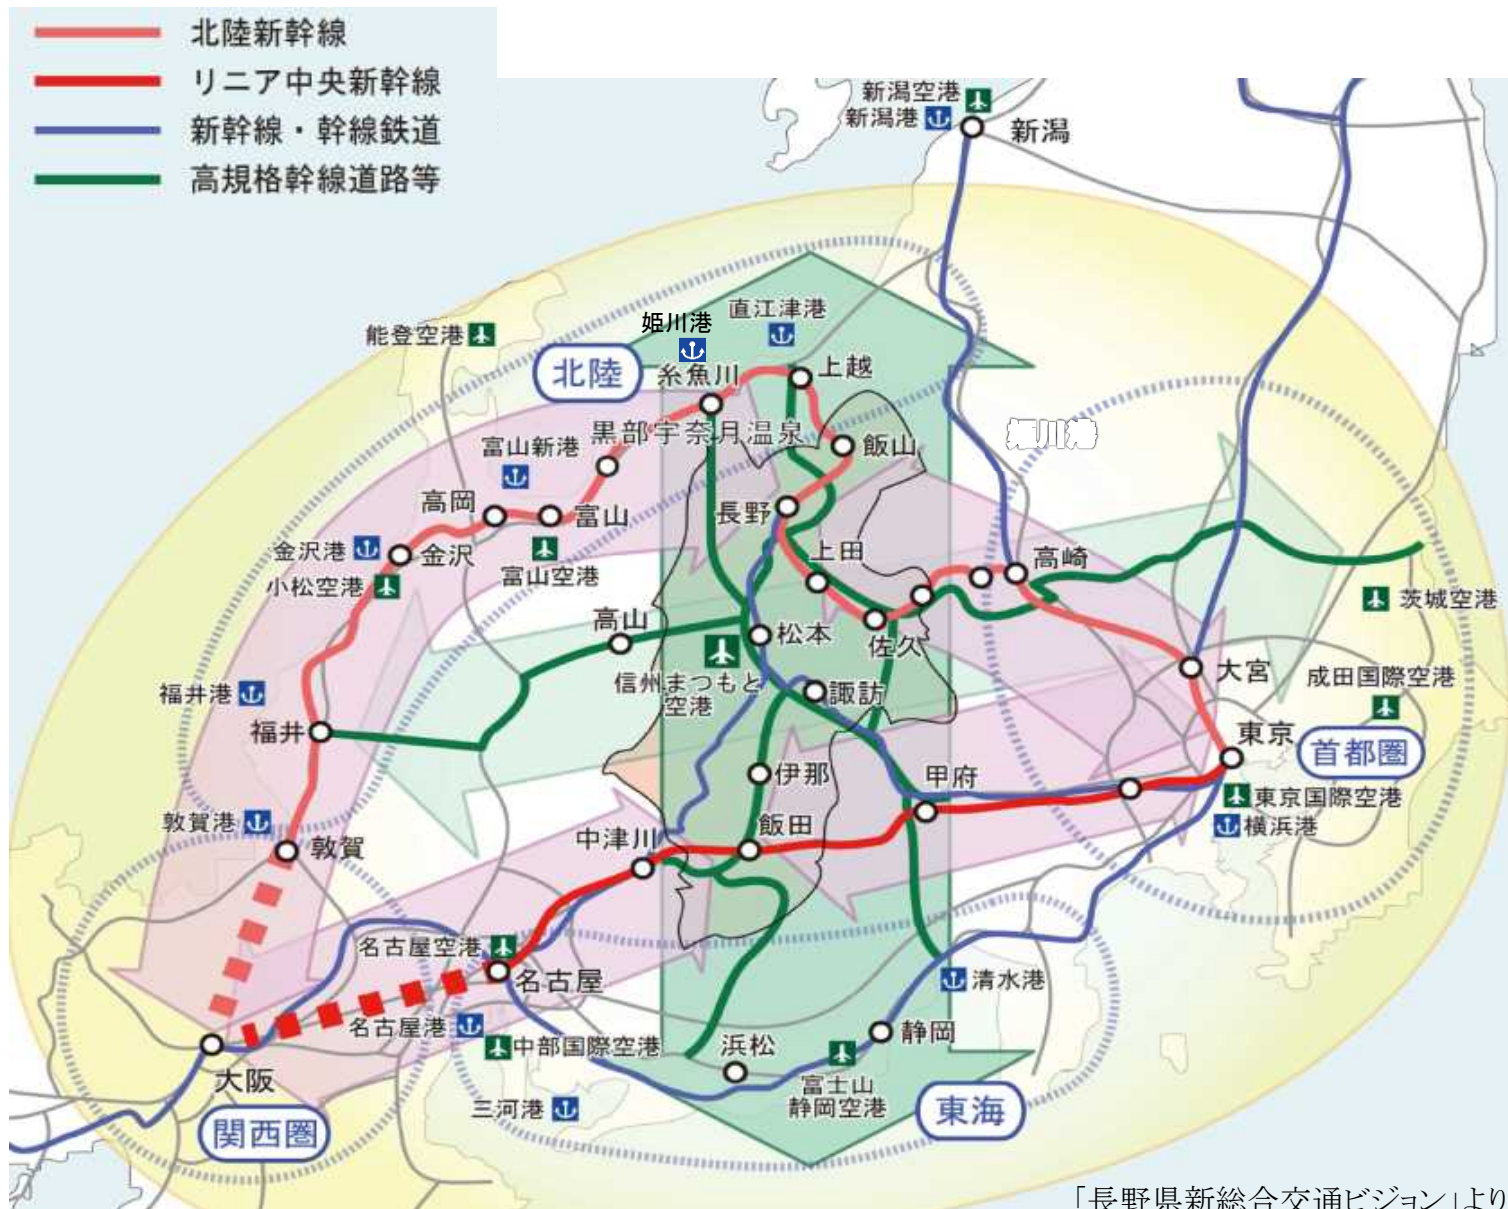 北陸新幹線
リニア中央新幹線
新幹線・幹線鉄道
高規格幹線道路等
新潟空港
新潟港
新潟
直江津港
姫川港
能登空港
北陸
糸魚川
上越
黒部宇奈月温泉
姫川港
飯山
富山新港
高岡
富山
長野
金沢港
金沢
上田
高崎
小松空港
富山空港
茨城空港
高山
松本
佐久
大宮
福井港
信州まつもと
空港
諏訪
成田国際空港
福井
東京
首都圏
伊那
甲府
東京国際空港
敦賀港
敦賀
中津川
飯田
横浜港
名古屋空港
名古屋
清水港
名古屋港
中部国際空港
浜松
静岡
大阪
富士山
静岡空港
三河港
東海
関西圏
「長野県新総合交通ビジョン」より